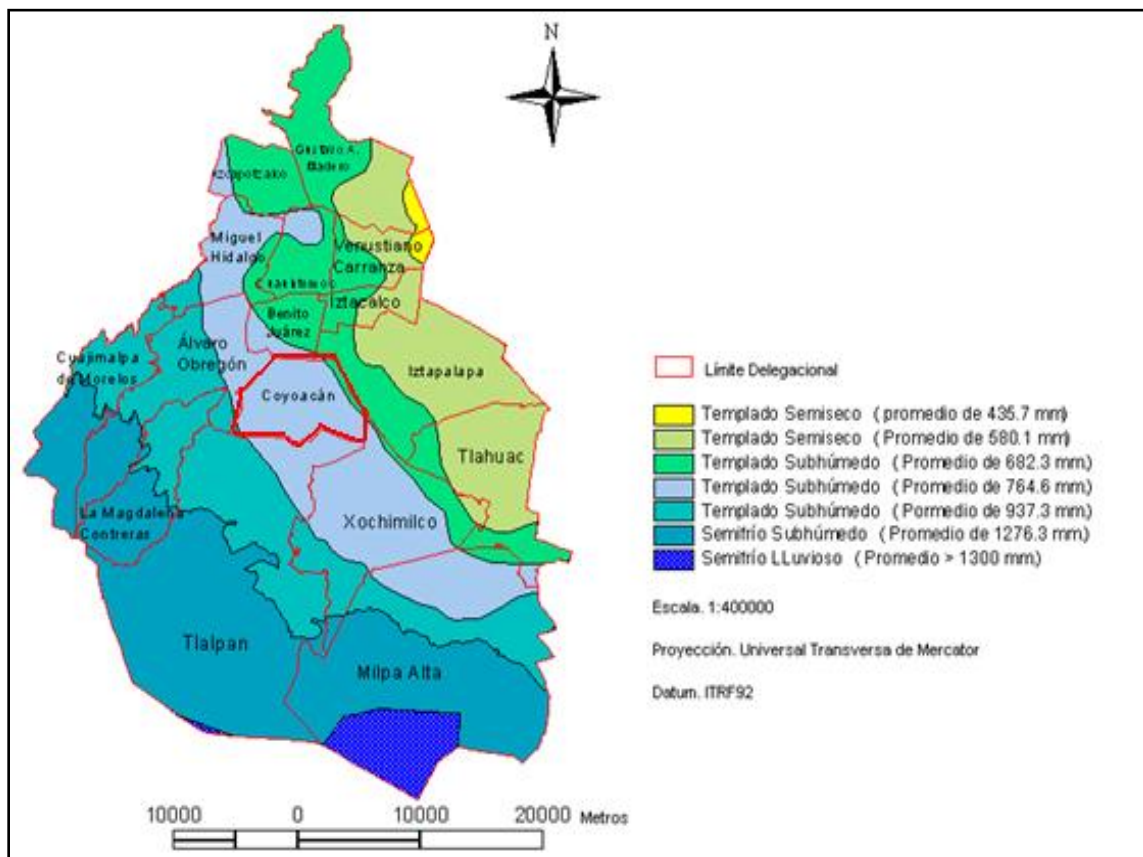 N
Gustavo A.
Madero
Azcapotzalco
Miguel
Hidalgo
Venustiano
Carranza
Cuauhtemoc
Iztacalco
Benito
Juárez
Álvaro
Obregón
Cuajimalpa
de Morelos
Iztapalapa
Coyoacán
Tlahuac
La Magdalena
Contreras
Xochimilco
Tlalpan
Milpa Alta
Límite Delegacional
Templado Semiseco ( promedio de 435.7 mm)
Templado Semiseco ( Promedio de 580.1 mm)
Templado Subhúmedo ( Promedio de 682.3 mm.)
Templado Subhúmedo ( Promedio de 764.6 mm.)
Templado Subhúmedo ( Pormedio de 937.3 mm.)
Semifrío Subhúmedo ( Promedio de 1276.3 mm.)
Semifrío LLuvioso ( Promedio > 1300 mm.)
Escala. 1:400000
Proyección. Universal Transversa de Mercator
Datum. ITRF92
10000 0 10000 20000 Metros